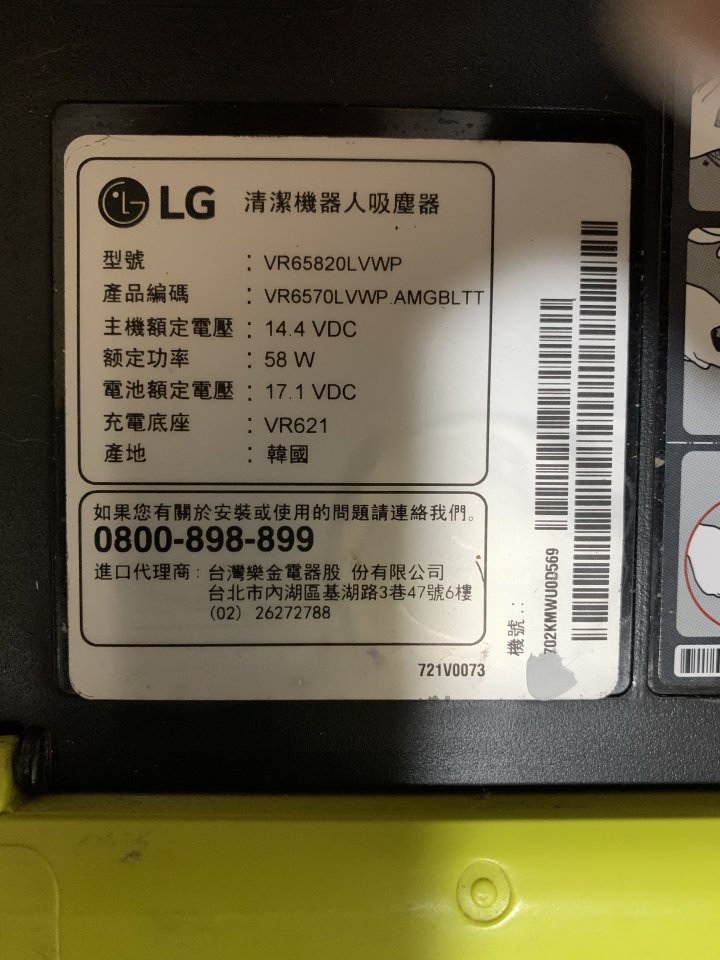 LG 清潔機器人吸塵器
型號 : VR65820LVWP
產品編碼 : VR6570LVWP.AMGBLTT
主機額定電壓 : 14.4 VDC
额定功率 : 58 W
電池額定電壓 : 17.1 VDC
充電底座 : VR621
產地 : 韓國
如果您有關於安裝或使用的問題請連絡我們。
0800-898-899
進口代理商 : 台灣樂金電器股 份有限公司
台北市內湖區基湖路3巷47號6樓
(02) 26272788
721V0073
機號 : :
702KMWU0D569